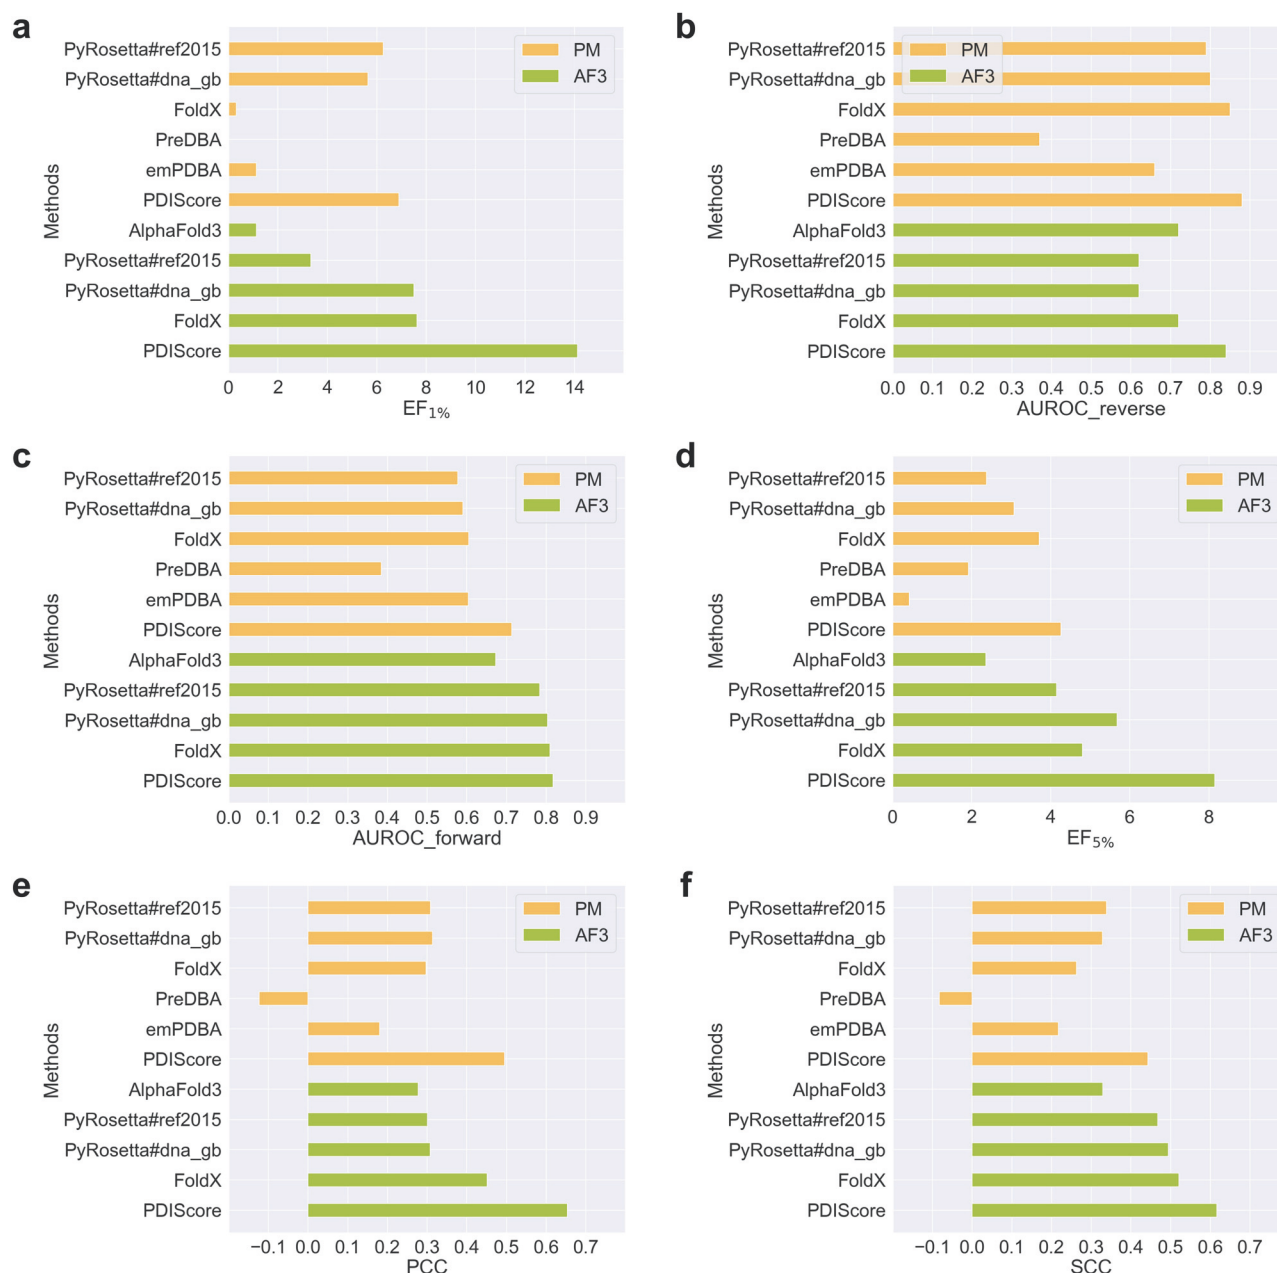 a
PyRosetta#ref2015
PyRosetta#dna_gb
FoldX
PreDBA
emPDBA
PDIScore
AlphaFold3
PyRosetta#ref2015
PyRosetta#dna_gb
FoldX
PDIScore
Methods
PM
AF3
0 2 4 6 8 10 12 14
EF1%
b
PyRosetta#ref2015
PyRosetta#dna_gb
FoldX
PreDBA
emPDBA
PDIScore
AlphaFold3
PyRosetta#ref2015
PyRosetta#dna_gb
FoldX
PDIScore
Methods
PM
AF3
0.0 0.1 0.2 0.3 0.4 0.5 0.6 0.7 0.8 0.9
AUROC_reverse
c
PyRosetta#ref2015
PyRosetta#dna_gb
FoldX
PreDBA
emPDBA
PDIScore
AlphaFold3
PyRosetta#ref2015
PyRosetta#dna_gb
FoldX
PDIScore
Methods
PM
AF3
0.0 0.1 0.2 0.3 0.4 0.5 0.6 0.7 0.8 0.9
AUROC_forward
d
PyRosetta#ref2015
PyRosetta#dna_gb
FoldX
PreDBA
emPDBA
PDIScore
AlphaFold3
PyRosetta#ref2015
PyRosetta#dna_gb
FoldX
PDIScore
Methods
PM
AF3
0 2 4 6 8
EF5%
e
PyRosetta#ref2015
PyRosetta#dna_gb
FoldX
PreDBA
emPDBA
PDIScore
AlphaFold3
PyRosetta#ref2015
PyRosetta#dna_gb
FoldX
PDIScore
Methods
PM
AF3
−0.1 0.0 0.1 0.2 0.3 0.4 0.5 0.6 0.7
PCC
f
PyRosetta#ref2015
PyRosetta#dna_gb
FoldX
PreDBA
emPDBA
PDIScore
AlphaFold3
PyRosetta#ref2015
PyRosetta#dna_gb
FoldX
PDIScore
Methods
PM
AF3
−0.1 0.0 0.1 0.2 0.3 0.4 0.5 0.6 0.7
SCC